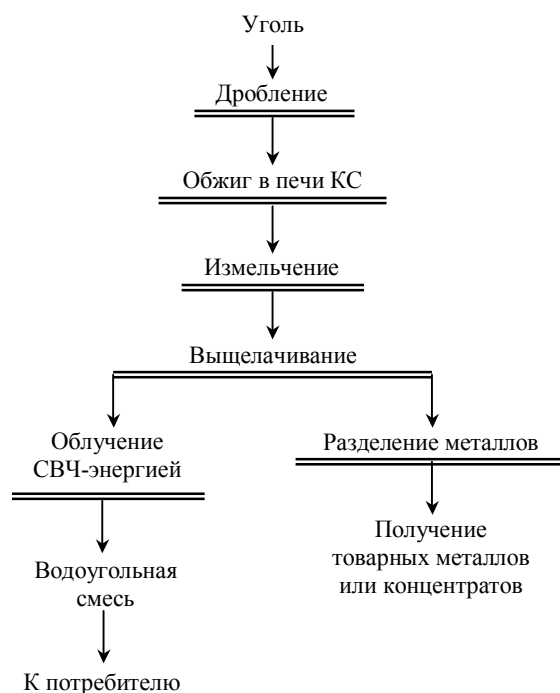 Уголь
Дробление
Обжиг в печи КС
Измельчение
Выщелачивание
Облучение
СВЧ-энергией
Водоугольная
смесь
К потребителю
Разделение металлов
Получение
товарных металлов
или концентратов